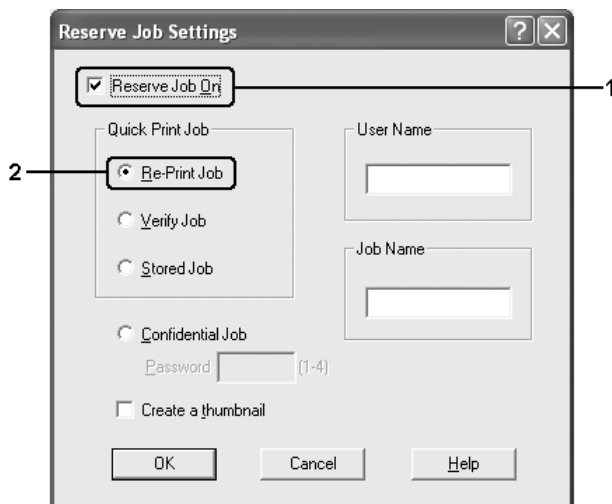 Reserve Job Settings
Reserve Job On
1
Quick Print Job
2
Re-Print Job
Verify Job
Stored Job
User Name
Job Name
Confidential Job
Password
(1-4)
Create a thumbnail
OK
Cancel
Help